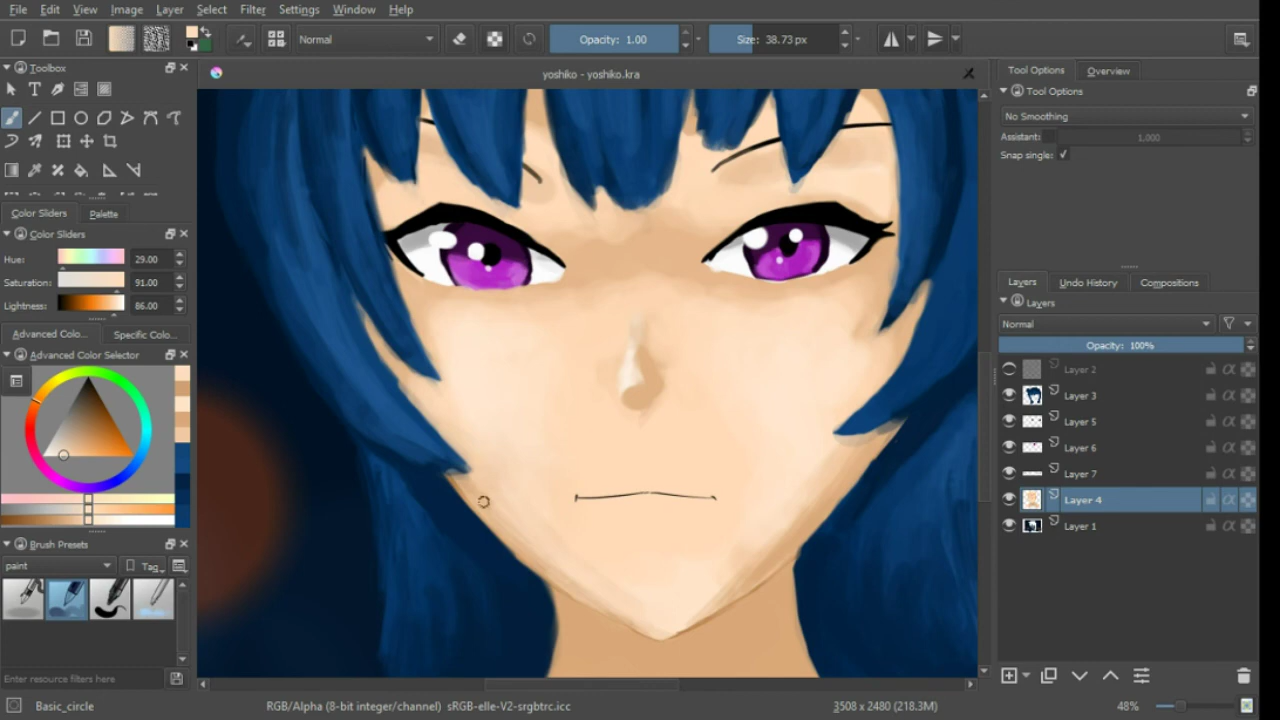 File Edit View Image Layer Select Filter Settings Window Help
Normal Opacity: 1.00 Size: 38.73 px
Toolbox
yoshiko - yoshiko.kra
Tool Options Overview
Tool Options
No Smoothing
Assistant: 1.000
Snap single:
Color Sliders Palette
Color Sliders
Hue: 29.00
Saturation: 91.00
Lightness: 86.00
Advanced Colo... Specific Colo...
Advanced Color Selector
Layers Undo History Compositions
Layers
Normal
Opacity: 100%
Layer 2
Layer 3
Layer 5
Layer 6
Layer 7
Layer 4
Layer 1
Brush Presets
paint Tag
Enter resource filters here
Basic_circle RGB/Alpha (8-bit integer/channel) sRGB-elle-V2-srgbtrc.icc 3508 x 2480 (218.3M) 48%